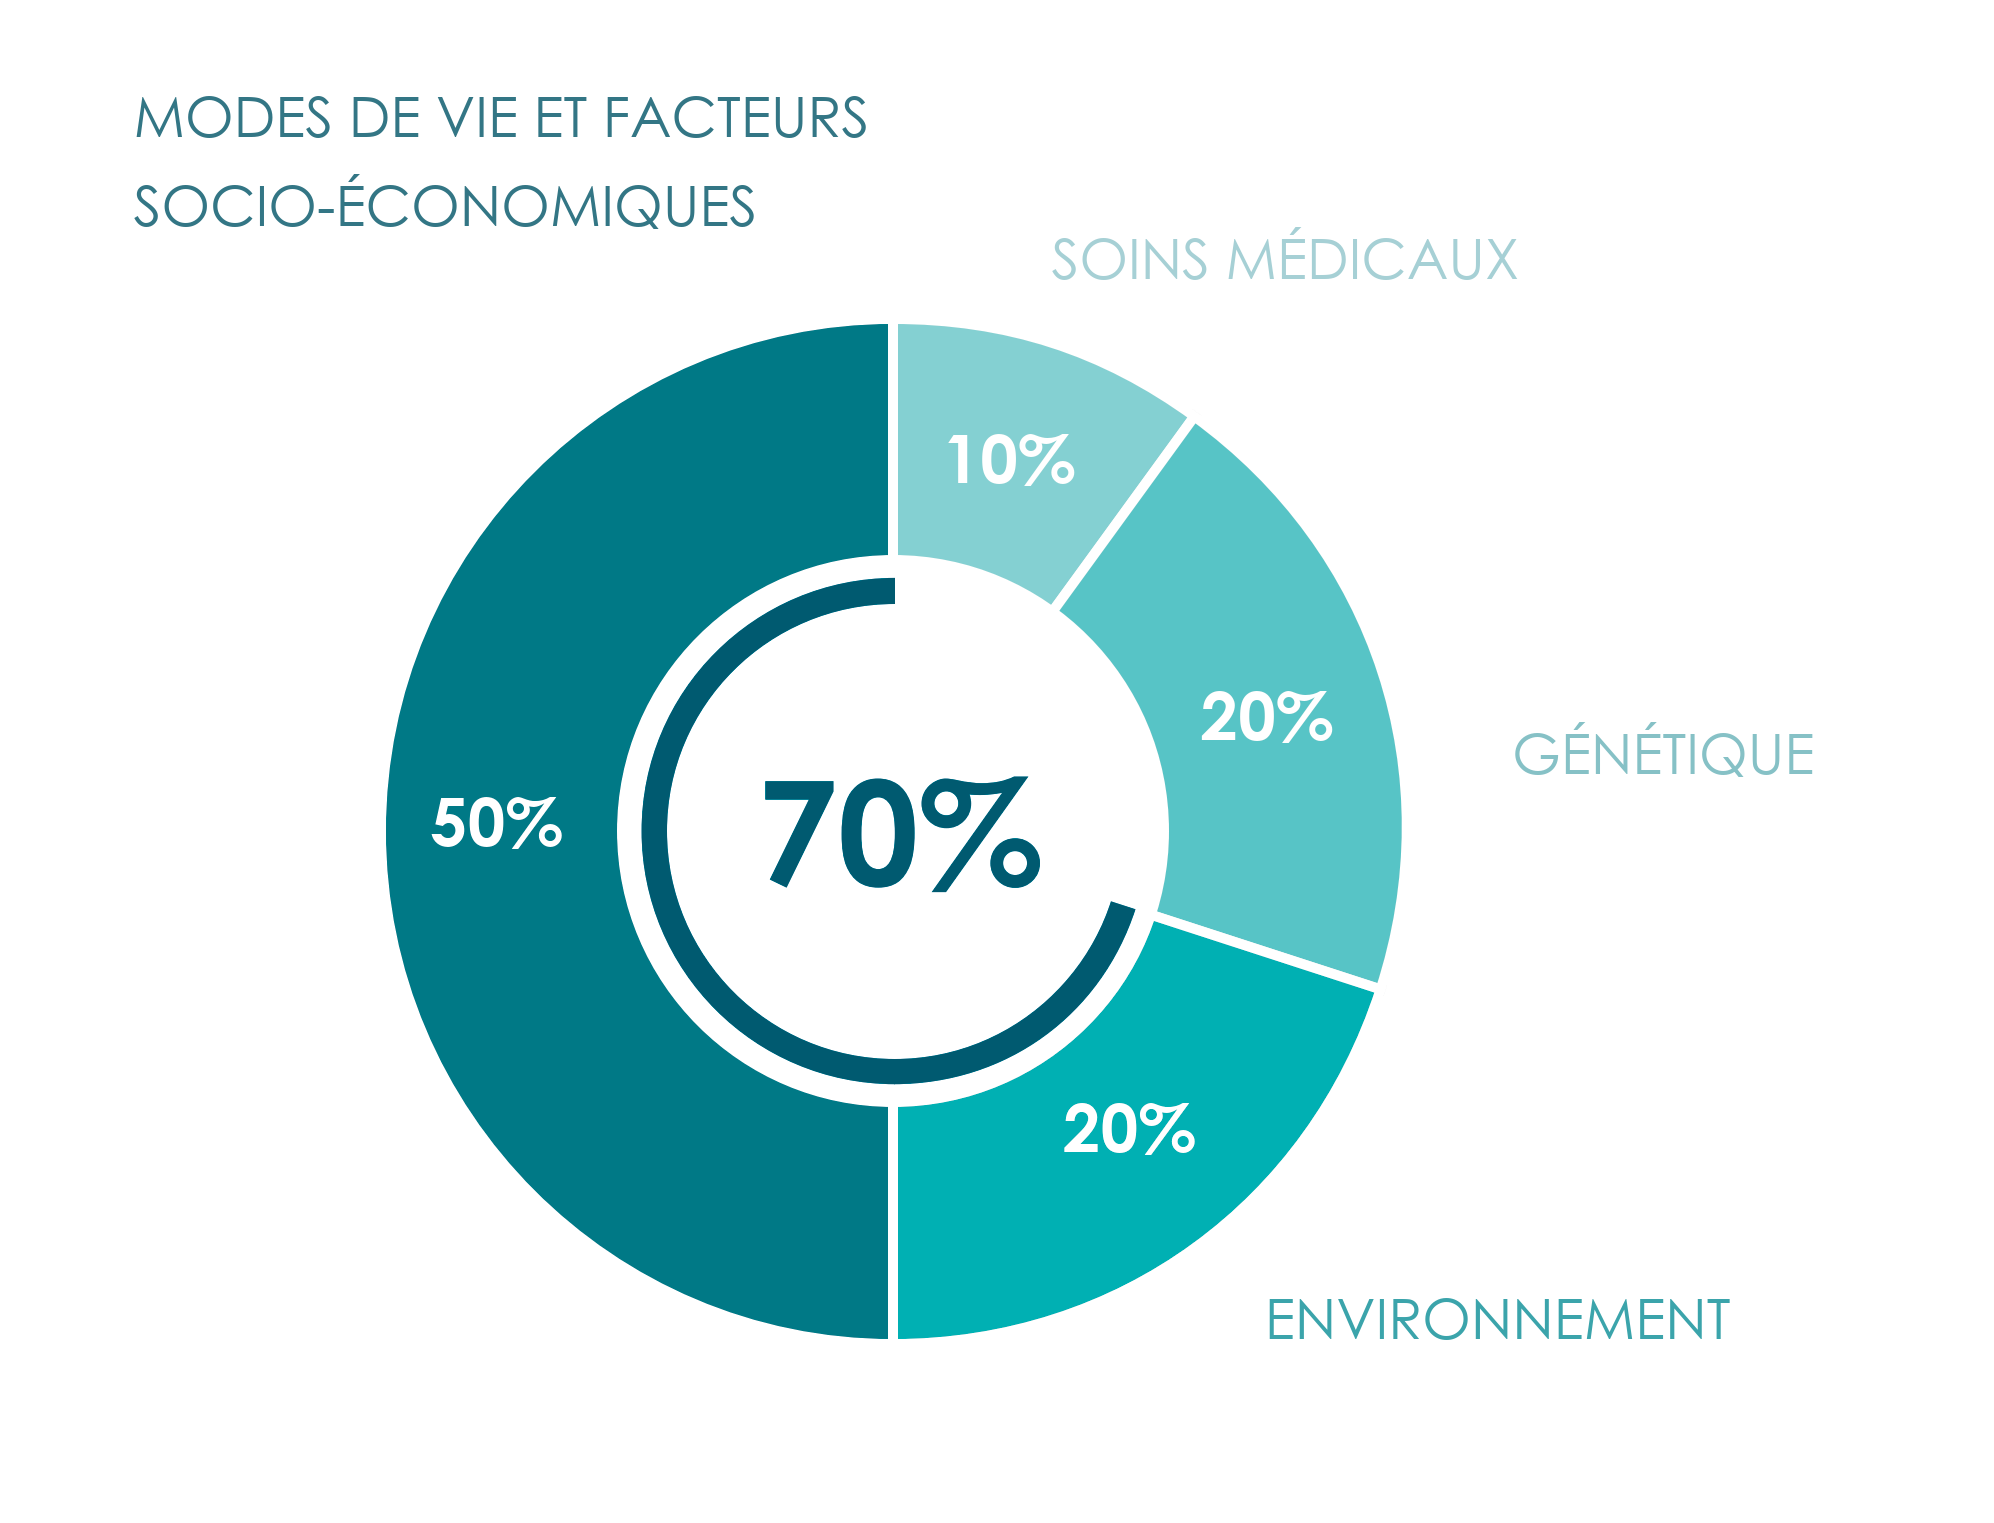 MODES DE VIE ET FACTEURS
SOCIO-ÉCONOMIQUES
SOINS MÉDICAUX
10%
20%
GÉNÉTIQUE
50%
70%
20%
ENVIRONNEMENT